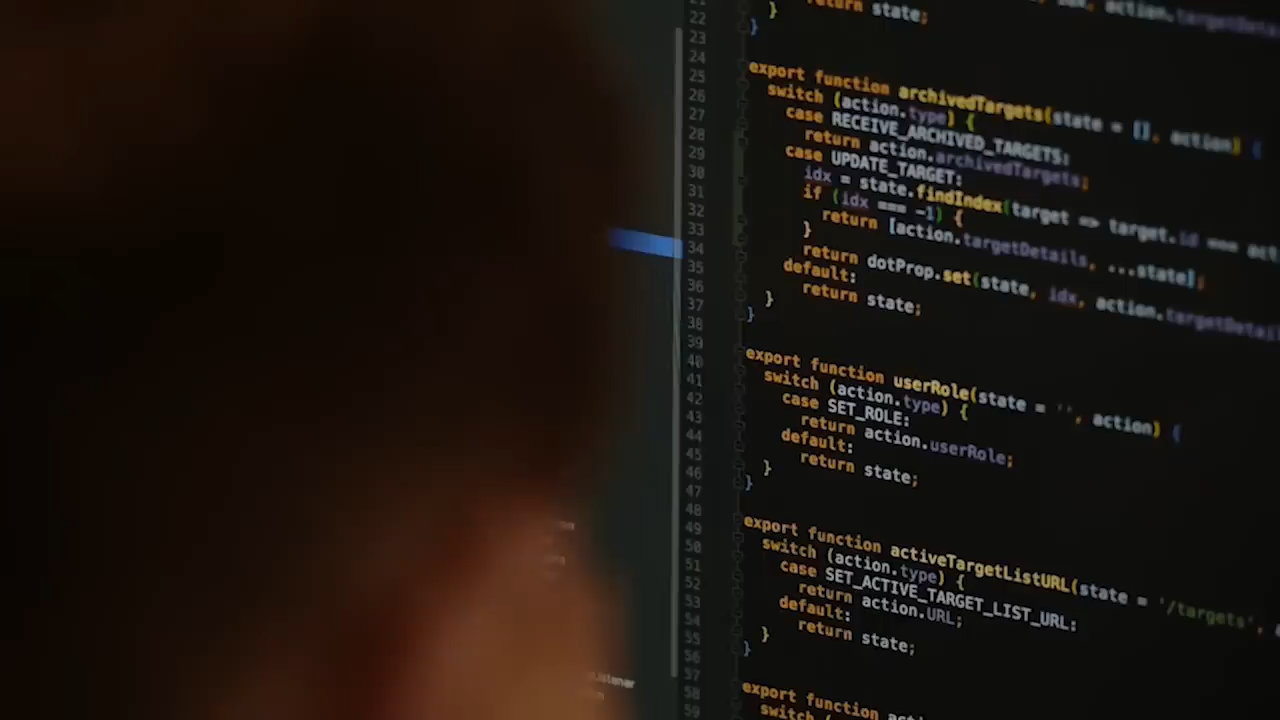 21
22 return state;
23 }
24 }
25
26 export function archivedTargets(state = [], action) {
27 switch (action.type) {
28 case RECEIVE_ARCHIVED_TARGETS:
29 return action.archivedTargets;
30 case UPDATE_TARGET:
31 idx = state.findIndex(target => target.id ===
32 if (idx === -1) {
33 return [action.targetDetails, ...state];
34 }
35 return dotProp.set(state, idx, action.targetDetail
36 default:
37 return state;
38 }
39 }
40 export function userRole(state = '', action) {
41 switch (action.type) {
42 case SET_ROLE:
43 return action.userRole;
44 default:
45 return state;
46 }
47 }
48
49 export function activeTargetListURL(state = '/targets',
50 switch (action.type) {
51 case SET_ACTIVE_TARGET_LIST_URL:
52 return action.URL;
53 default:
54 return state;
55 }
56 }
57
58 export function
59 switch